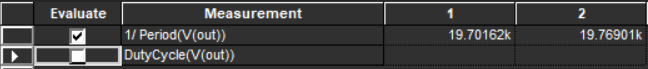 Evaluate Measurement 1 2
1/ Period(V(out)) 19.70162k 19.76901k
DutyCycle(V(out))